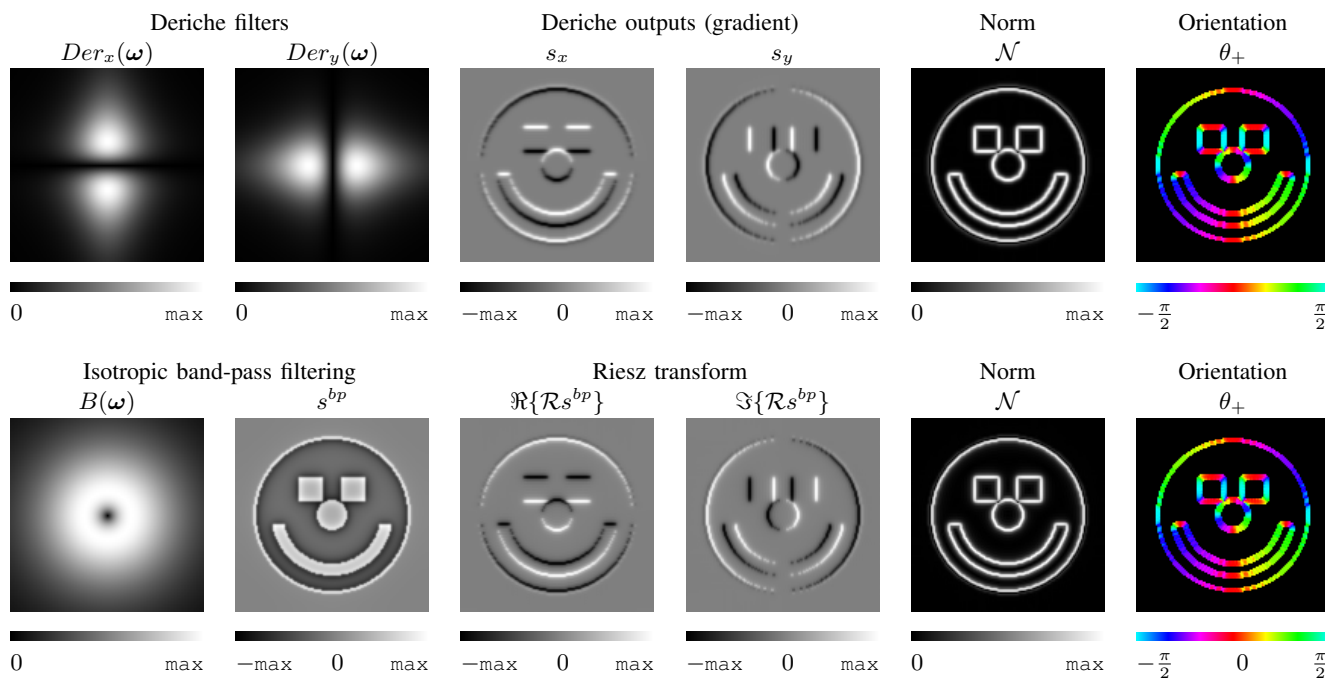 Deriche filters Deriche outputs (gradient) Norm Orientation
Der_x(ω) Der_y(ω) s_x s_y 𝒩 θ_+
0 max 0 max −max 0 max −max 0 max 0 max −π/2 π/2
Isotropic band-pass filtering Riesz transform Norm Orientation
B(ω) s^{bp} ℜ{ℛs^{bp}} ℑ{ℛs^{bp}} 𝒩 θ_+
0 max −max 0 max −max 0 max −max 0 max 0 max −π/2 0 π/2